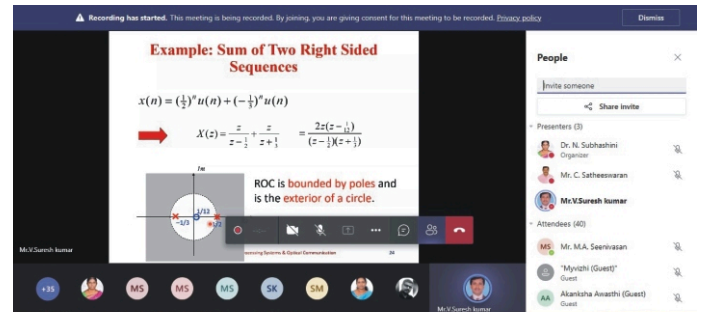 Recording has started. This meeting is being recorded. By joining, you are giving consent for this meeting to be recorded. Privacy policy
Dismiss
Example: Sum of Two Right Sided
Sequences
x(n) = (1/2)^n u(n) + (-1/3)^n u(n)
X(z) = z/(z - 1/2) + z/(z + 1/3) = 2z(z - 1/12)/((z - 1/2)(z + 1/3))
Im
1/12
-1/3
1/2
ROC is bounded by poles and
is the exterior of a circle.
Systems & Optical Communication
24
Mr.V.Suresh kumar
+35
MS
MS
MS
SK
SM
Mr.V.Suresh kumar
People
Invite someone
Share invite
Presenters (3)
Dr. N. Subhashini
Organizer
Mr. C. Satheeswaran
Mr.V.Suresh kumar
Attendees (40)
MS
Mr. M.A. Seenivasan
"Myvizhi (Guest)"
Guest
AA
Akanksha Awasthi (Guest)
Guest